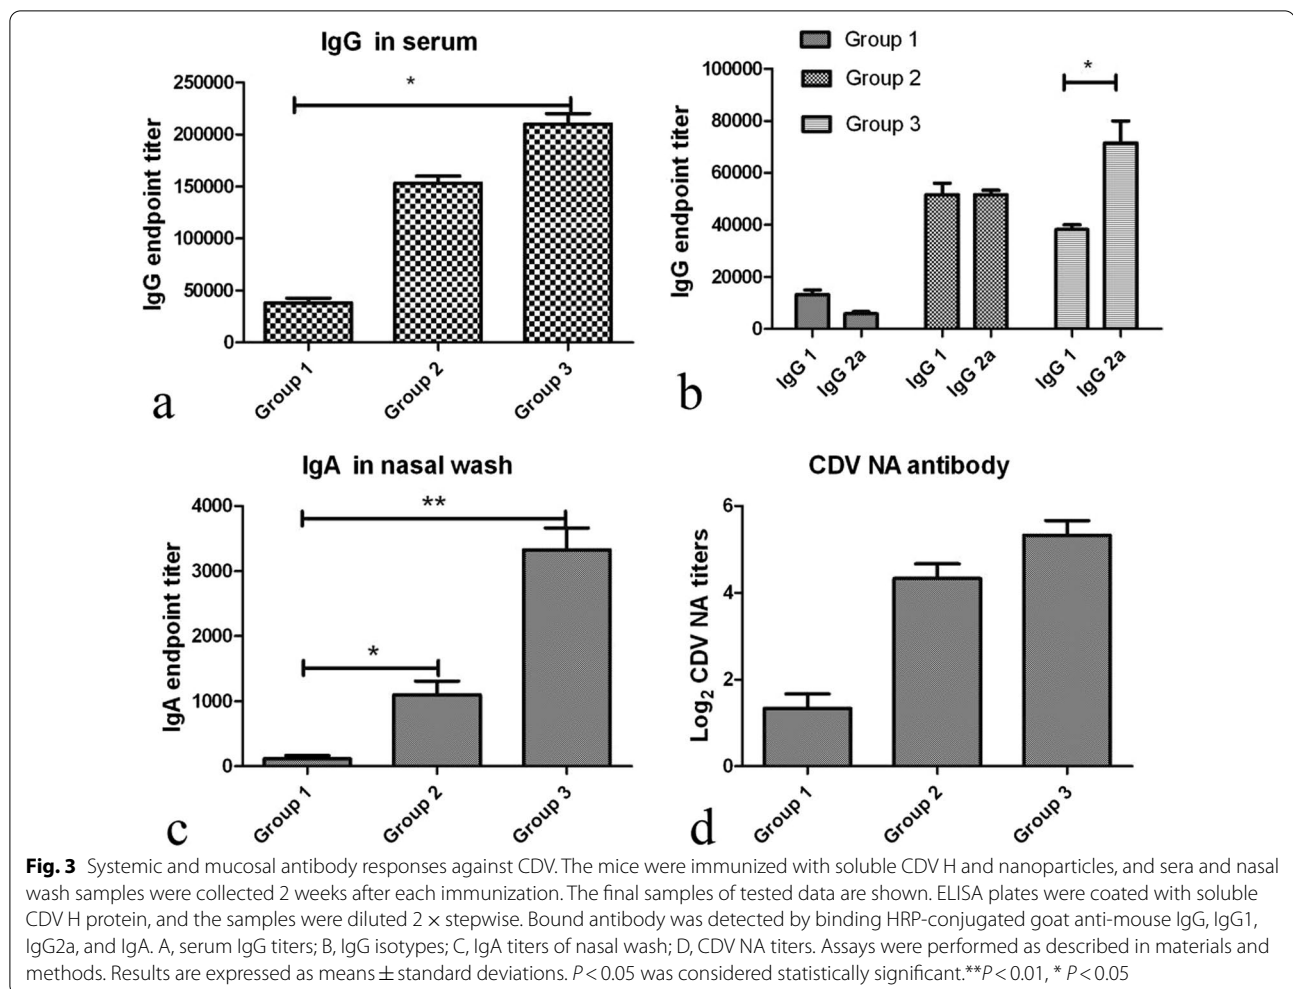 IgG in serum
*
250000
200000
150000
100000
50000
0
IgG endpoint titer
Group 1
Group 2
Group 3
a
Group 1
Group 2
Group 3
*
100000
80000
60000
40000
20000
0
IgG endpoint titer
IgG 1
IgG 2a
IgG 1
IgG 2a
IgG 1
IgG 2a
b
IgA in nasal wash
**
*
4000
3000
2000
1000
0
IgA endpoint titer
Group 1
Group 2
Group 3
c
CDV NA antibody
6
4
2
0
Log₂ CDV NA titers
Group 1
Group 2
Group 3
d
Fig. 3 Systemic and mucosal antibody responses against CDV. The mice were immunized with soluble CDV H and nanoparticles, and sera and nasal
wash samples were collected 2 weeks after each immunization. The final samples of tested data are shown. ELISA plates were coated with soluble
CDV H protein, and the samples were diluted 2 × stepwise. Bound antibody was detected by binding HRP-conjugated goat anti-mouse IgG, IgG1,
IgG2a, and IgA. A, serum IgG titers; B, IgG isotypes; C, IgA titers of nasal wash; D, CDV NA titers. Assays were performed as described in materials and
methods. Results are expressed as means ± standard deviations. P < 0.05 was considered statistically significant.**P < 0.01, * P < 0.05